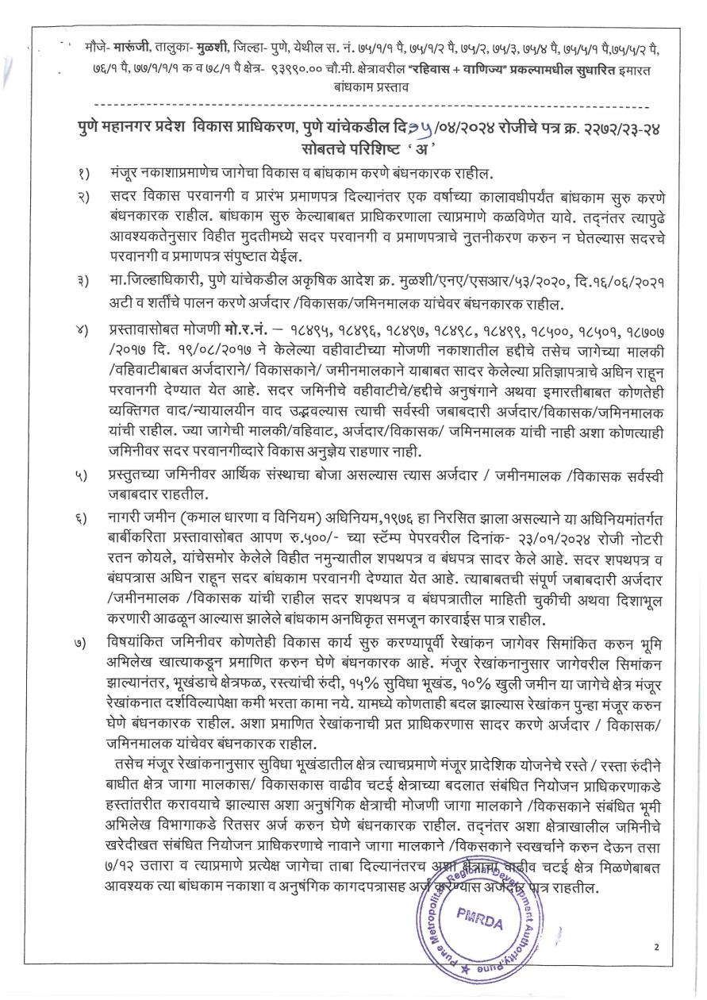 मौजे- मारूंजी, तालुका- मुळशी, जिल्हा- पुणे, येथील स. नं. ७५/१/१ पै, ७५/१/२ पै, ७५/२, ७५/३, ७५/४ पै, ७५/५/१ पै,७५/५/२ पै,
७६/१ पै, ७७/१/१/१ क व ७८/१ पै क्षेत्र- ९३९९०.०० चौ.मी. क्षेत्रावरील "रहिवास + वाणिज्य" प्रकल्पामधील सुधारित इमारत
बांधकाम प्रस्ताव
पुणे महानगर प्रदेश विकास प्राधिकरण, पुणे यांचेकडील दि. /०४/२०२४ रोजीचे पत्र क्र. २२७२/२३-२४
सोबतचे परिशिष्ट ' अ '
१) मंजूर नकाशाप्रमाणेच जागेचा विकास व बांधकाम करणे बंधनकारक राहील.
२) सदर विकास परवानगी व प्रारंभ प्रमाणपत्र दिल्यानंतर एक वर्षाच्या कालावधीपर्यंत बांधकाम सुरु करणे
बंधनकारक राहील. बांधकाम सुरु केल्याबाबत प्राधिकरणाला त्याप्रमाणे कळविणेत यावे. तद्नंतर त्यापुढे
आवश्यकतेनुसार विहीत मुदतीमध्ये सदर परवानगी व प्रमाणपत्राचे नुतनीकरण करुन न घेतल्यास सदरचे
परवानगी व प्रमाणपत्र संपुष्टात येईल.
३) मा.जिल्हाधिकारी, पुणे यांचेकडील अकृषिक आदेश क्र. मुळशी/एनए/एसआर/५३/२०२०, दि.१६/०६/२०२१
अटी व शर्तीचे पालन करणे अर्जदार /विकासक/जमिनमालक यांचेवर बंधनकारक राहील.
४) प्रस्तावासोबत मोजणी मो.र.नं. – १८४९५, १८४९६, १८४९७, १८४९८, १८४९९, १८५००, १८५०१, १८७०७
/२०१७ दि. १९/०८/२०१७ ने केलेल्या वहीवाटीच्या मोजणी नकाशातील हद्दीचे तसेच जागेच्या मालकी
/वहिवाटीबाबत अर्जदाराने/ विकासकाने/ जमीनमालकाने याबाबत सादर केलेल्या प्रतिज्ञापत्राचे अधिन राहून
परवानगी देण्यात येत आहे. सदर जमिनीचे वहीवाटीचे/हद्दीचे अनुषंगाने अथवा इमारतीबाबत कोणतेही
व्यक्तिगत वाद/न्यायालयीन वाद उद्भवल्यास त्याची सर्वस्वी जबाबदारी अर्जदार/विकासक/जमिनमालक
यांची राहील. ज्या जागेची मालकी/वहिवाट, अर्जदार/विकासक/ जमिनमालक यांची नाही अशा कोणत्याही
जमिनीवर सदर परवानगीव्दारे विकास अनुज्ञेय राहणार नाही.
५) प्रस्तुतच्या जमिनीवर आर्थिक संस्थाचा बोजा असल्यास त्यास अर्जदार / जमीनमालक /विकासक सर्वस्वी
जबाबदार राहतील.
६) नागरी जमीन (कमाल धारणा व विनियम) अधिनियम,१९७६ हा निरसित झाला असल्याने या अधिनियमांतर्गत
बाबींकरिता प्रस्तावासोबत आपण रु.५००/- च्या स्टॅम्प पेपरवरील दिनांक- २३/०१/२०२४ रोजी नोटरी
रतन कोयले, यांचेसमोर केलेले विहीत नमुन्यातील शपथपत्र व बंधपत्र सादर केले आहे. सदर शपथपत्र व
बंधपत्रास अधिन राहून सदर बांधकाम परवानगी देण्यात येत आहे. त्याबाबतची संपूर्ण जबाबदारी अर्जदार
/जमीनमालक /विकासक यांची राहील सदर शपथपत्र व बंधपत्रातील माहिती चुकीची अथवा दिशाभूल
करणारी आढळून आल्यास झालेले बांधकाम अनधिकृत समजून कारवाईस पात्र राहील.
७) विषयांकित जमिनीवर कोणतेही विकास कार्य सुरु करण्यापूर्वी रेखांकन जागेवर सिमांकित करुन भूमि
अभिलेख खात्याकडून प्रमाणित करुन घेणे बंधनकारक आहे. मंजूर रेखांकनानुसार जागेवरील सिमांकन
झाल्यानंतर, भूखंडाचे क्षेत्रफळ, रस्त्यांची रुंदी, १५% सुविधा भूखंड, १०% खुली जमीन या जागेचे क्षेत्र मंजूर
रेखांकनात दर्शविल्यापेक्षा कमी भरता कामा नये. यामध्ये कोणताही बदल झाल्यास रेखांकन पुन्हा मंजूर करुन
घेणे बंधनकारक राहील. अशा प्रमाणित रेखांकनाची प्रत प्राधिकरणास सादर करणे अर्जदार / विकासक/
जमिनमालक यांचेवर बंधनकारक राहील.
तसेच मंजूर रेखांकनानुसार सुविधा भूखंडातील क्षेत्र त्याचप्रमाणे मंजूर प्रादेशिक योजनेचे रस्ते / रस्ता रुंदीने
बाधीत क्षेत्र जागा मालकास/ विकासकास वाढीव चटई क्षेत्राच्या बदलात संबंधित नियोजन प्राधिकरणाकडे
हस्तांतरीत करावयाचे झाल्यास अशा अनुषंगिक क्षेत्राची मोजणी जागा मालकाने /विकसकाने संबंधित भूमी
अभिलेख विभागाकडे रितसर अर्ज करुन घेणे बंधनकारक राहील. तद्नंतर अशा क्षेत्राखालील जमिनीचे
खरेदीखत संबंधित नियोजन प्राधिकरणाचे नावाने जागा मालकाने /विकसकाने स्वखर्चाने करुन देऊन तसा
७/१२ उतारा व त्याप्रमाणे प्रत्येक्ष जागेचा ताबा दिल्यानंतरच अशा क्षेत्राचा वाढीव चटई क्षेत्र मिळणेबाबत
आवश्यक त्या बांधकाम नकाशा व अनुषंगिक कागदपत्रासह अर्ज करण्यास अर्जदार पात्र राहतील.
Pune Metropolitan Regional Development Authority, Pune
PMRDA
2